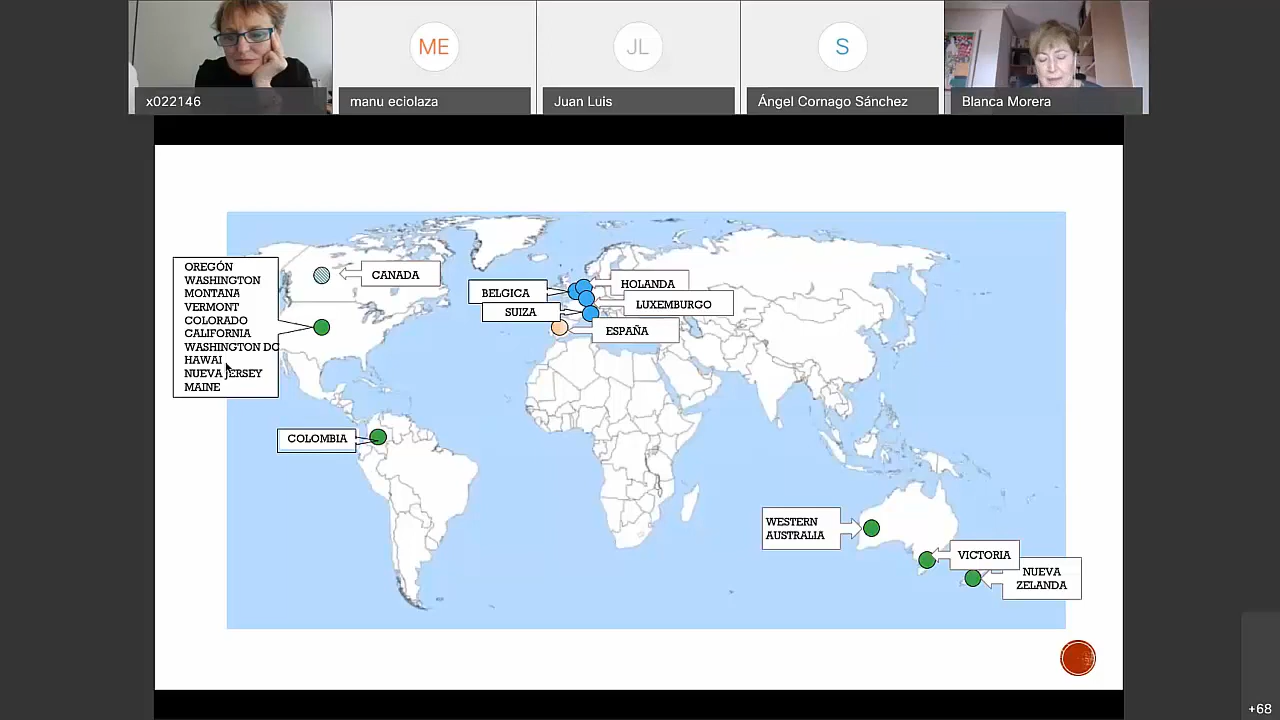 ME
JL
S
x022146
manu eciolaza
Juan Luis
Ángel Cornago Sánchez
Blanca Morera
OREGÓN
WASHINGTON
MONTANA
VERMONT
COLORADO
CALIFORNIA
WASHINGTON DC
HAWAI
NUEVA JERSEY
MAINE
CANADA
BELGICA
HOLANDA
LUXEMBURGO
SUIZA
ESPAÑA
COLOMBIA
WESTERN
AUSTRALIA
VICTORIA
NUEVA
ZELANDA
+68